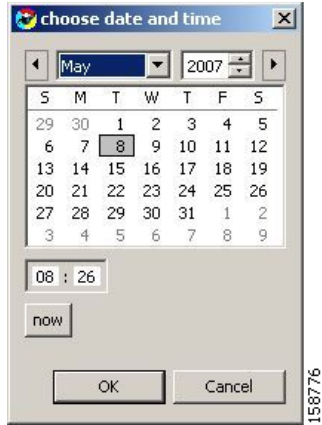 choose date and time
May 2007
S M T W T F S
29 30 1 2 3 4 5
6 7 8 9 10 11 12
13 14 15 16 17 18 19
20 21 22 23 24 25 26
27 28 29 30 31 1 2
3 4 5 6 7 8 9
08 : 26
now
OK Cancel
158776